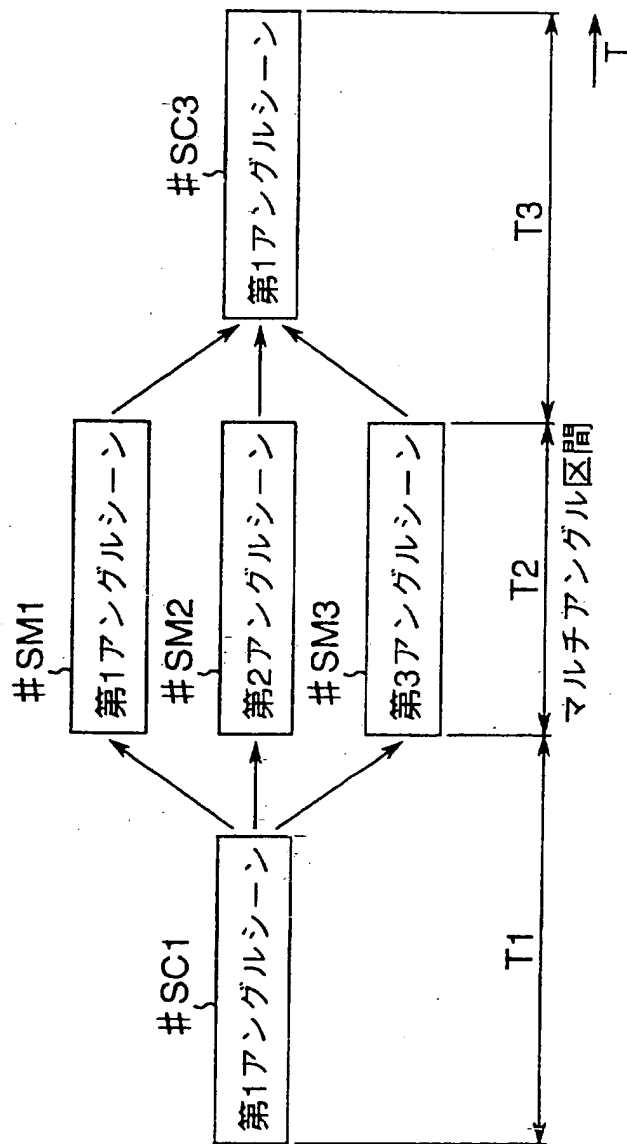 #SC1
第1アングルシーン
#SM1
第1アングルシーン
#SM2
第2アングルシーン
#SM3
第3アングルシーン
#SC3
第1アングルシーン
T1
T2
T3
マルチアングル区間
T